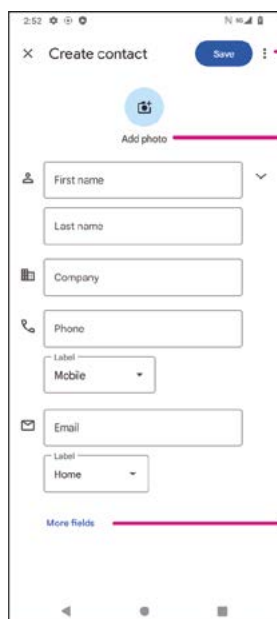 2:52
Create contact Save
Add photo
First name
Last name
Company
Phone
Label
Mobile
Email
Label
Home
More fields